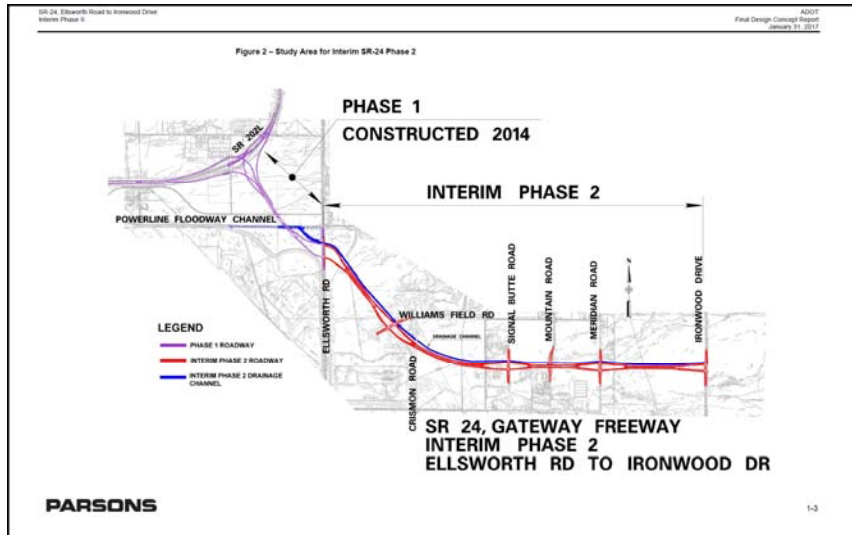 SR-24, Ellsworth Road to Ironwood Drive
Interim Phase II
ADOT
Final Design Concept Report
January 31, 2017
Figure 2 – Study Area for Interim SR-24 Phase 2
PHASE 1
CONSTRUCTED 2014
SR 202L
INTERIM PHASE 2
POWERLINE FLOODWAY CHANNEL
ELLSWORTH RD
WILLIAMS FIELD RD
DRAINAGE CHANNEL
CRISMON ROAD
SIGNAL BUTTE ROAD
MOUNTAIN ROAD
MERIDIAN ROAD
N
IRONWOOD DRIVE
LEGEND
PHASE 1 ROADWAY
INTERIM PHASE 2 ROADWAY
INTERIM PHASE 2 DRAINAGE
CHANNEL
SR 24, GATEWAY FREEWAY
INTERIM PHASE 2
ELLSWORTH RD TO IRONWOOD DR
PARSONS
1-3